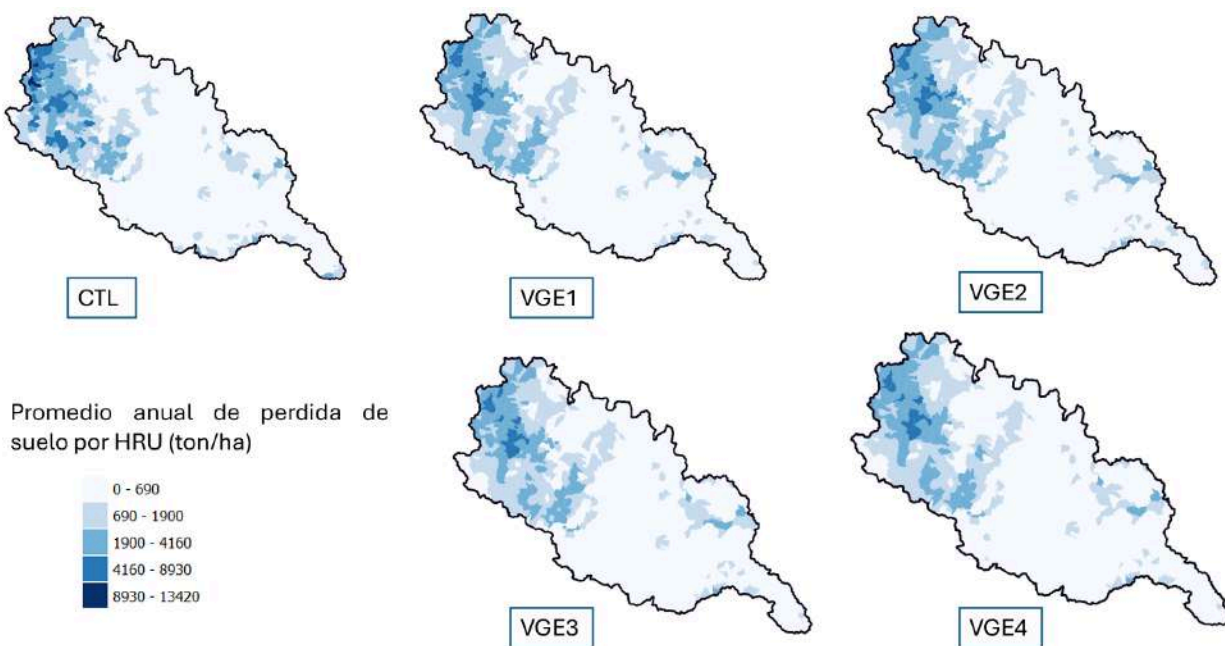 CTL
VGE1
VGE2
Promedio anual de perdida de
suelo por HRU (ton/ha)
0 - 690
690 - 1900
1900 - 4160
4160 - 8930
8930 - 13420
VGE3
VGE4